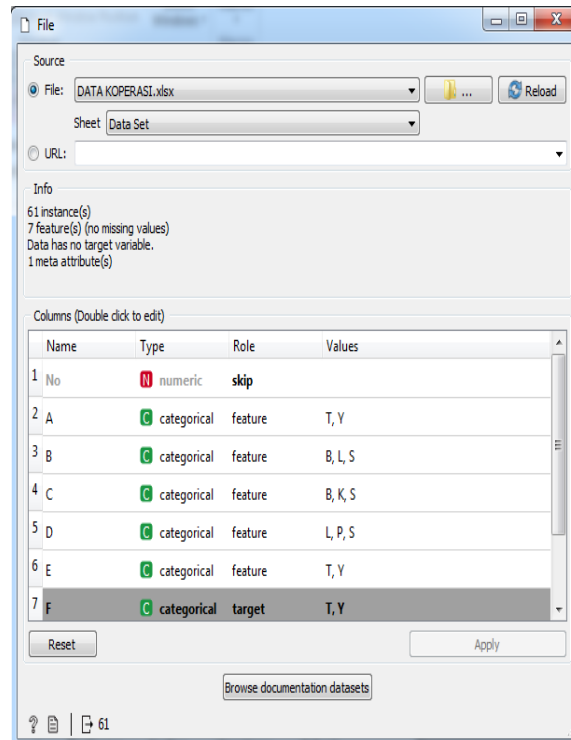 File
Source
File: DATA KOPERASI.xlsx ... Reload
Sheet Data Set
URL:
Info
61 instance(s)
7 feature(s) (no missing values)
Data has no target variable.
1 meta attribute(s)
Columns (Double click to edit)
Name Type Role Values
1 No N numeric skip
2 A C categorical feature T, Y
3 B C categorical feature B, L, S
4 C C categorical feature B, K, S
5 D C categorical feature L, P, S
6 E C categorical feature T, Y
7 F C categorical target T, Y
Reset Apply
Browse documentation datasets
? 61